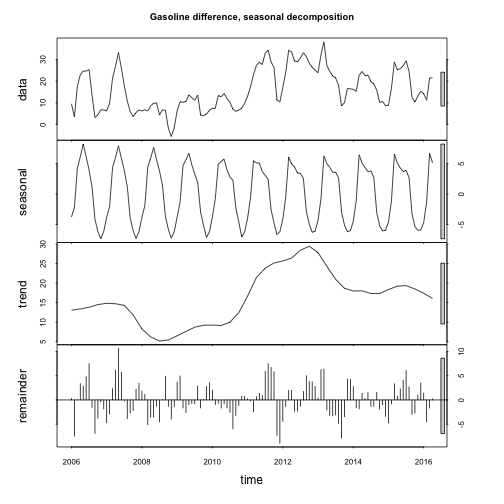 Gasoline difference, seasonal decomposition
data
0 10 20 30
seasonal
-5 0 5
trend
5 10 15 20 25 30
remainder
-5 0 5 10
2006 2008 2010 2012 2014 2016
time